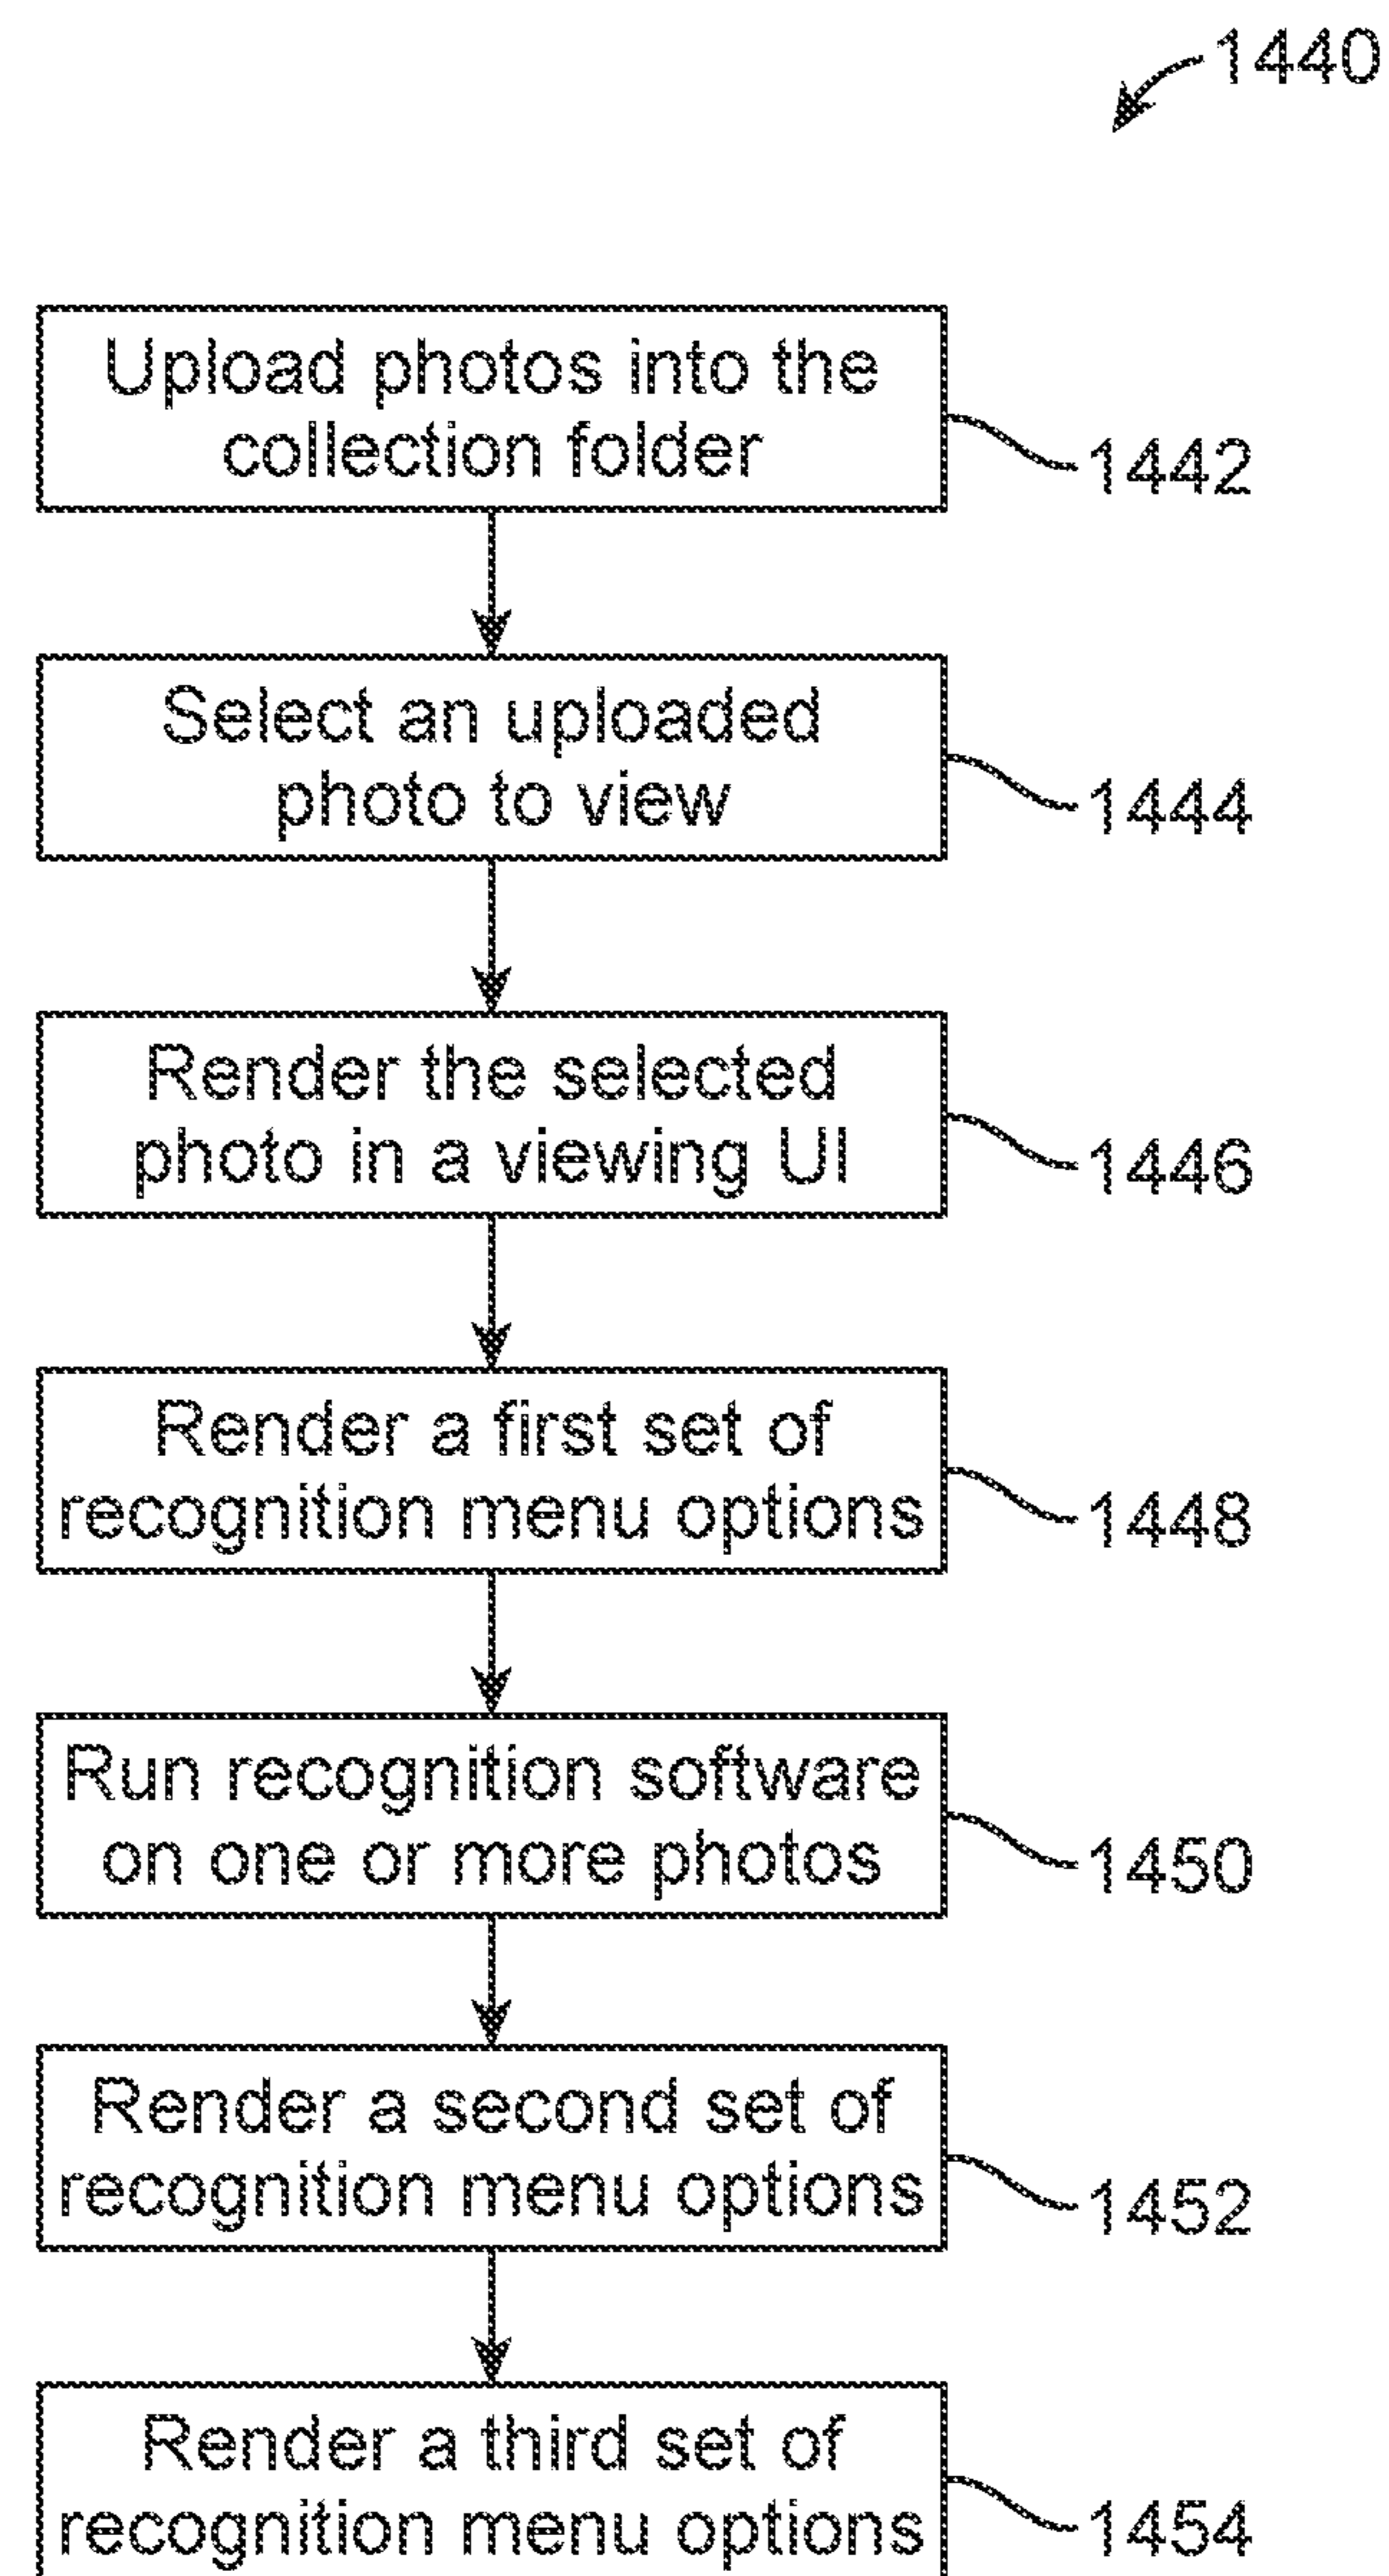 1440
Upload photos into the
collection folder
1442
Select an uploaded
photo to view
1444
Render the selected
photo in a viewing UI
1446
Render a first set of
recognition menu options
1448
Run recognition software
on one or more photos
1450
Render a second set of
recognition menu options
1452
Render a third set of
recognition menu options
1454